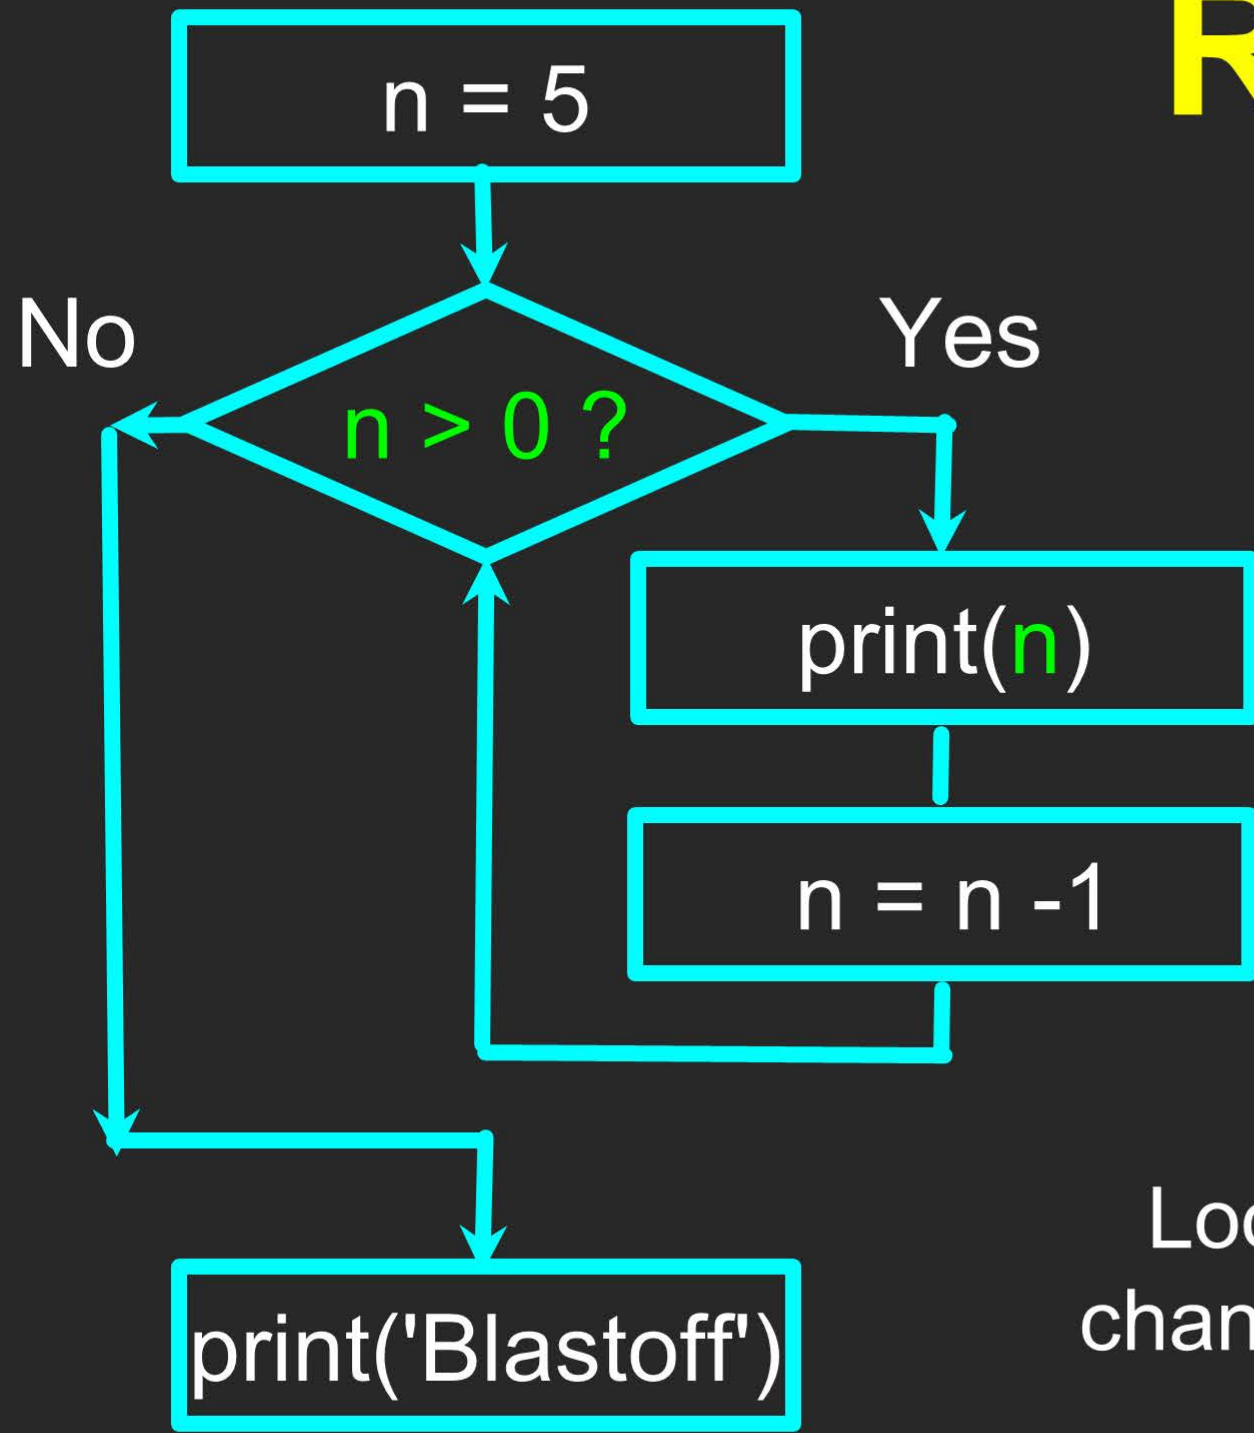 n = 5
No
Yes
n > 0 ?
print(n)
n = n -1
print('Blastoff')